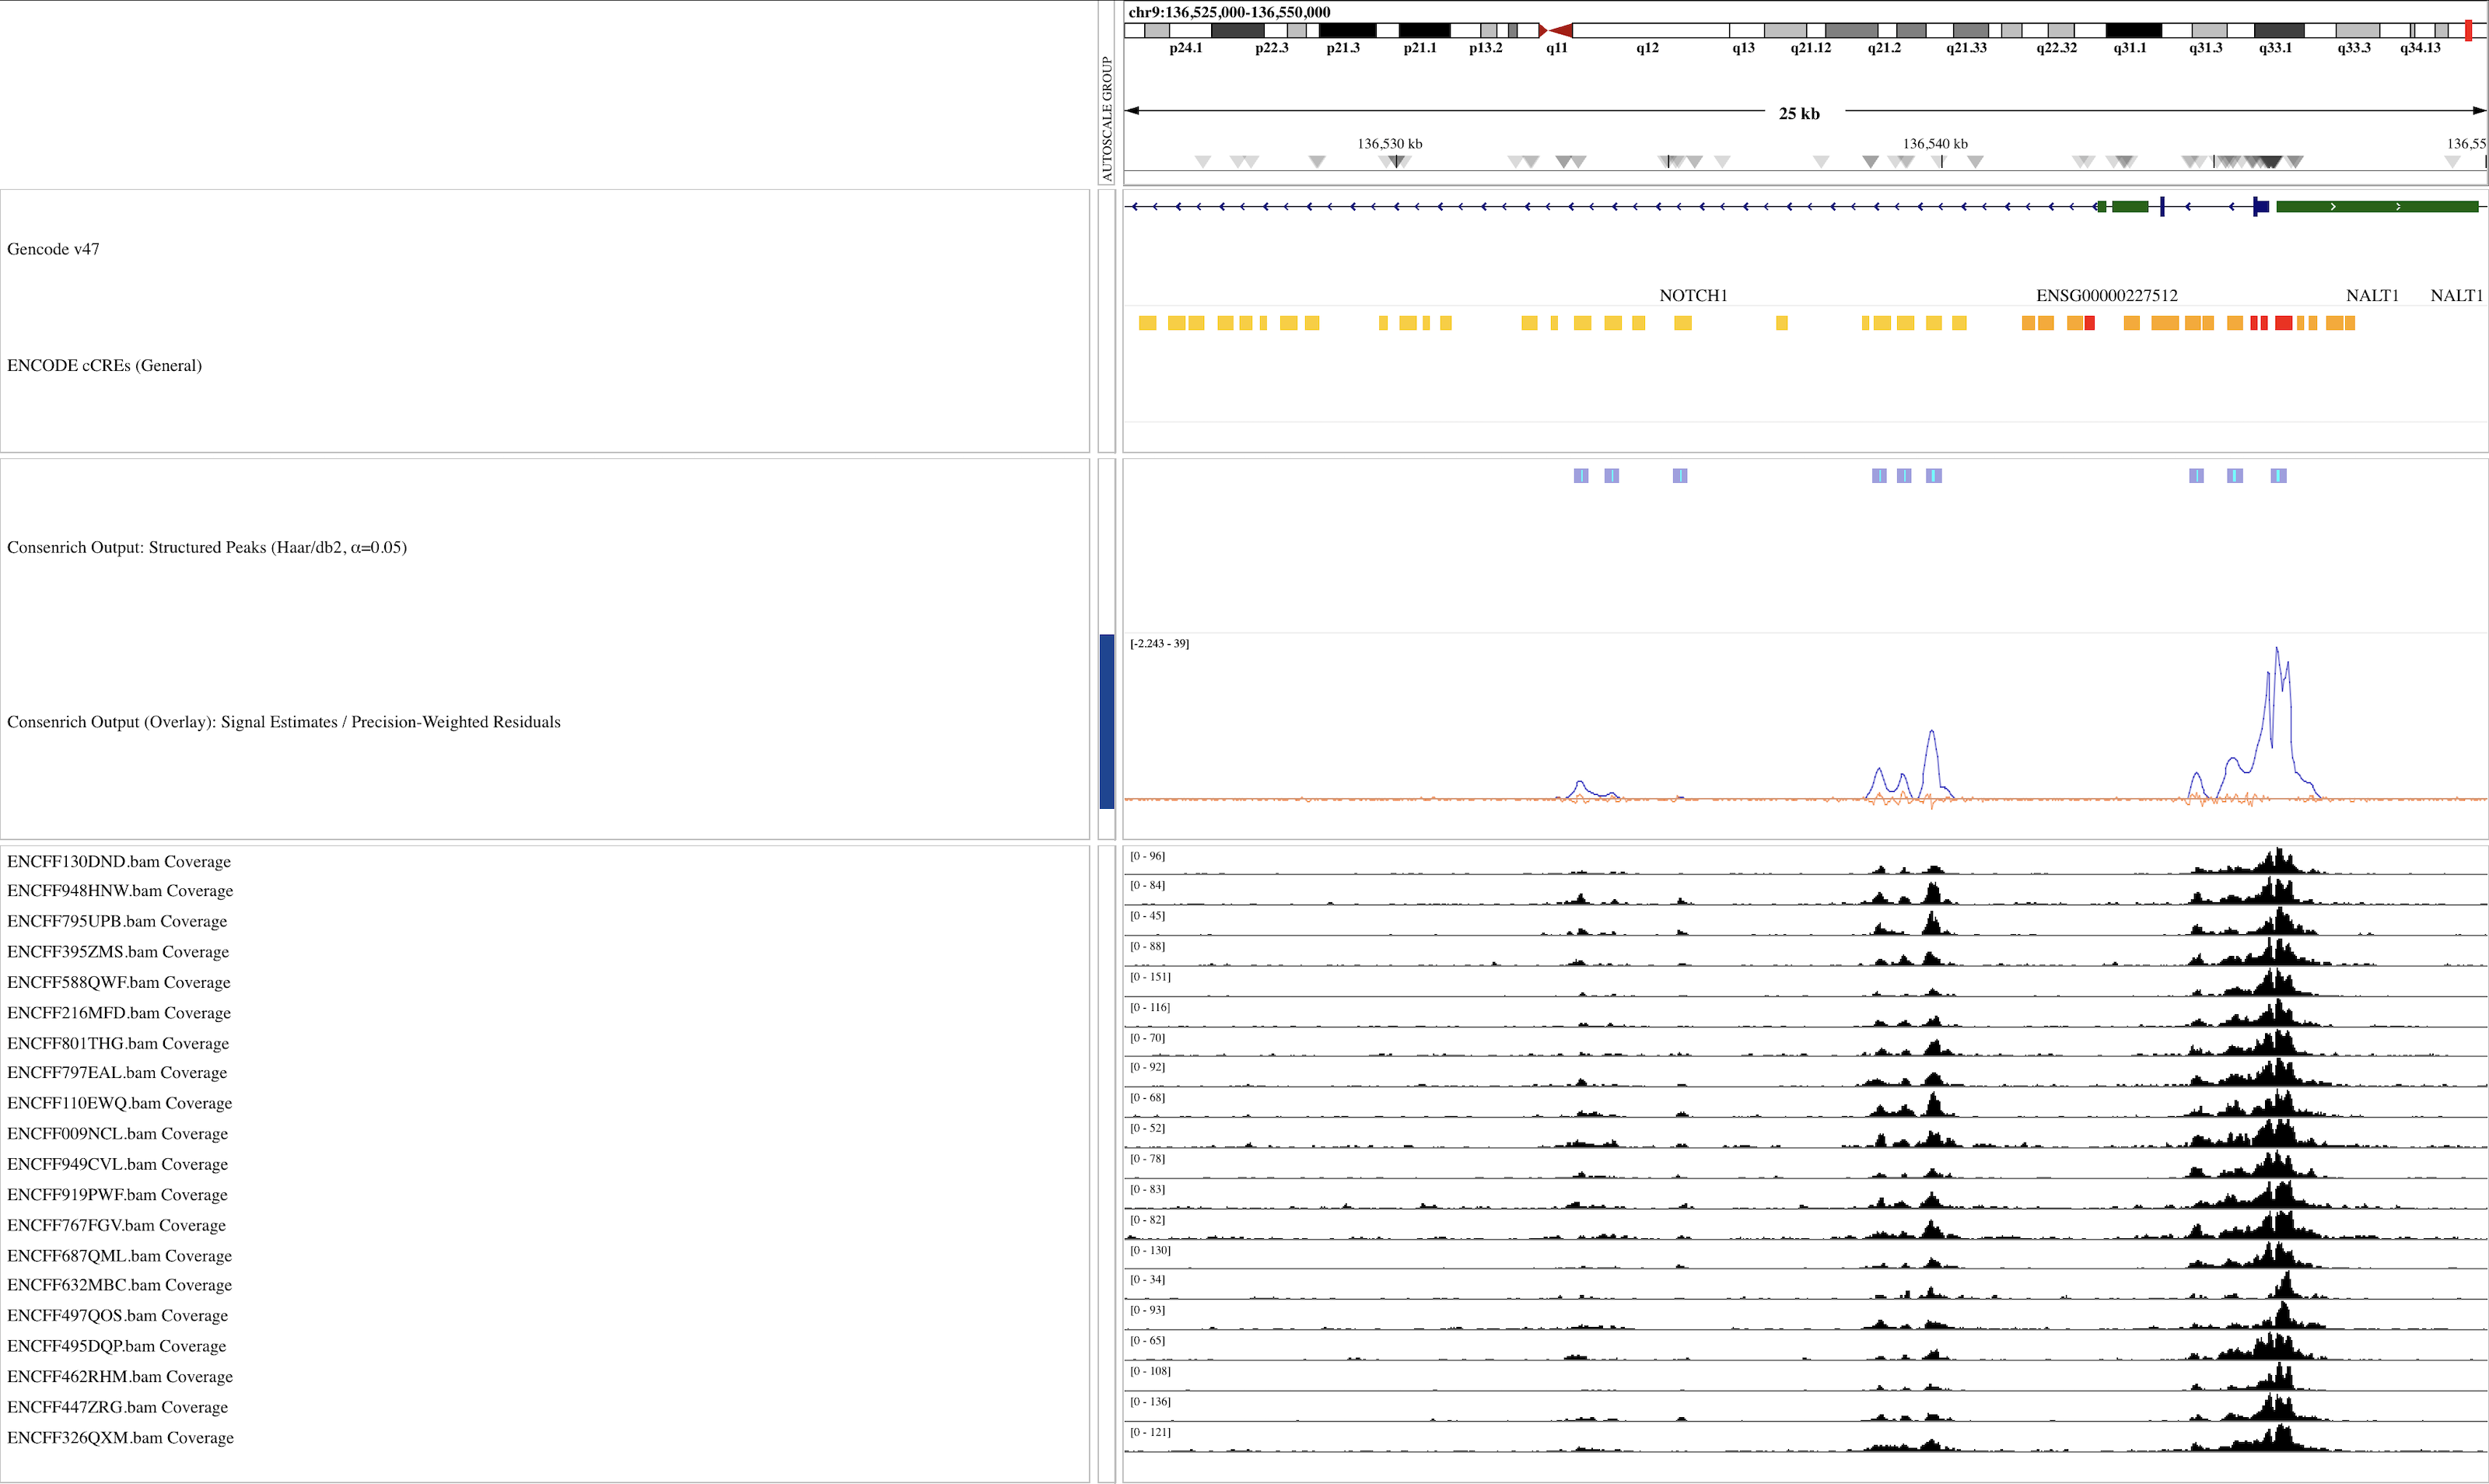 chr9:136,525,000-136,550,000
p24.1 p22.3 p21.3 p21.1 p13.2 q11 q12 q13 q21.12 q21.2 q21.33 q22.32 q31.1 q31.3 q33.1 q33.3 q34.13
AUTOSCALE GROUP
25 kb
136,530 kb 136,540 kb 136,55
Gencode v47
NOTCH1 ENSG00000227512 NALT1 NALT1
ENCODE cCREs (General)
Consenrich Output: Structured Peaks (Haar/db2, α=0.05)
[-2.243 - 39]
Consenrich Output (Overlay): Signal Estimates / Precision-Weighted Residuals
ENCFF130DND.bam Coverage [0 - 96]
ENCFF948HNW.bam Coverage [0 - 84]
ENCFF795UPB.bam Coverage [0 - 45]
ENCFF395ZMS.bam Coverage [0 - 88]
ENCFF588QWF.bam Coverage [0 - 151]
ENCFF216MFD.bam Coverage [0 - 116]
ENCFF801THG.bam Coverage [0 - 70]
ENCFF797EAL.bam Coverage [0 - 92]
ENCFF110EWQ.bam Coverage [0 - 68]
ENCFF009NCL.bam Coverage [0 - 52]
ENCFF949CVL.bam Coverage [0 - 78]
ENCFF919PWF.bam Coverage [0 - 83]
ENCFF767FGV.bam Coverage [0 - 82]
ENCFF687QML.bam Coverage [0 - 130]
ENCFF632MBC.bam Coverage [0 - 34]
ENCFF497QOS.bam Coverage [0 - 93]
ENCFF495DQP.bam Coverage [0 - 65]
ENCFF462RHM.bam Coverage [0 - 108]
ENCFF447ZRG.bam Coverage [0 - 136]
ENCFF326QXM.bam Coverage [0 - 121]